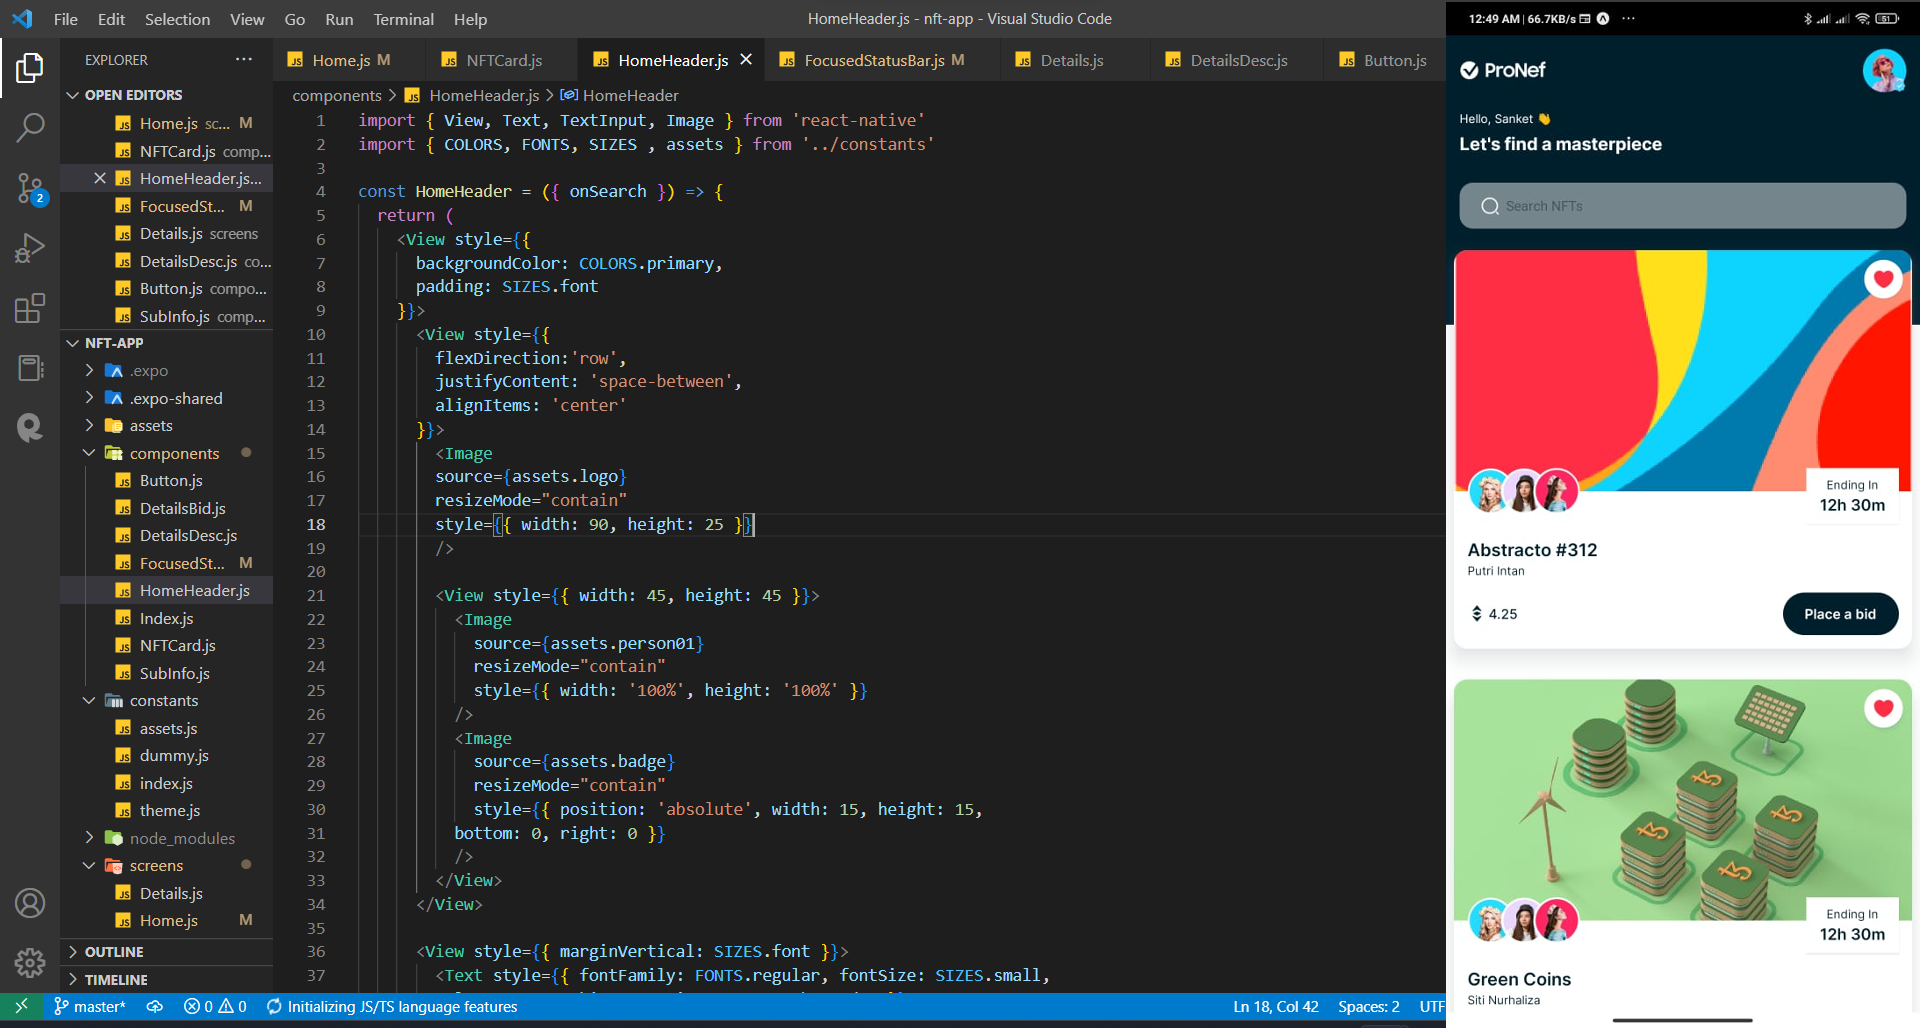 File Edit Selection View Go Run Terminal Help
HomeHeader.js - nft-app - Visual Studio Code
EXPLORER ···
OPEN EDITORS
Home.js sc... M
NFTCard.js comp...
HomeHeader.js...
FocusedSt... M
Details.js screens
DetailsDesc.js co...
Button.js compo...
SubInfo.js comp...
NFT-APP
.expo
.expo-shared
assets
components
Button.js
DetailsBid.js
DetailsDesc.js
FocusedSt... M
HomeHeader.js
Index.js
NFTCard.js
SubInfo.js
constants
assets.js
dummy.js
index.js
theme.js
node_modules
screens
Details.js
Home.js M
OUTLINE
TIMELINE
2
Home.js M NFTCard.js HomeHeader.js FocusedStatusBar.js M Details.js DetailsDesc.js Button.js
components > HomeHeader.js > HomeHeader
1 import { View, Text, TextInput, Image } from 'react-native'
2 import { COLORS, FONTS, SIZES , assets } from '../constants'
3
4 const HomeHeader = ({ onSearch }) => {
5 return (
6 <View style={{
7 backgroundColor: COLORS.primary,
8 padding: SIZES.font
9 }}>
10 <View style={{
11 flexDirection:'row',
12 justifyContent: 'space-between',
13 alignItems: 'center'
14 }}>
15 <Image
16 source={assets.logo}
17 resizeMode="contain"
18 style={{ width: 90, height: 25 }}
19 />
20
21 <View style={{ width: 45, height: 45 }}>
22 <Image
23 source={assets.person01}
24 resizeMode="contain"
25 style={{ width: '100%', height: '100%' }}
26 />
27 <Image
28 source={assets.badge}
29 resizeMode="contain"
30 style={{ position: 'absolute', width: 15, height: 15,
31 bottom: 0, right: 0 }}
32 />
33 </View>
34 </View>
35
36 <View style={{ marginVertical: SIZES.font }}>
37 <Text style={{ fontFamily: FONTS.regular, fontSize: SIZES.small,
master* 0 0 Initializing JS/TS language features Ln 18, Col 42 Spaces: 2 UTF
12:49 AM | 66.7KB/s ··· 51
ProNef
Hello, Sanket 👋
Let's find a masterpiece
Search NFTs
Ending In
12h 30m
Abstracto #312
Putri Intan
4.25
Place a bid
Ending In
12h 30m
Green Coins
Siti Nurhaliza